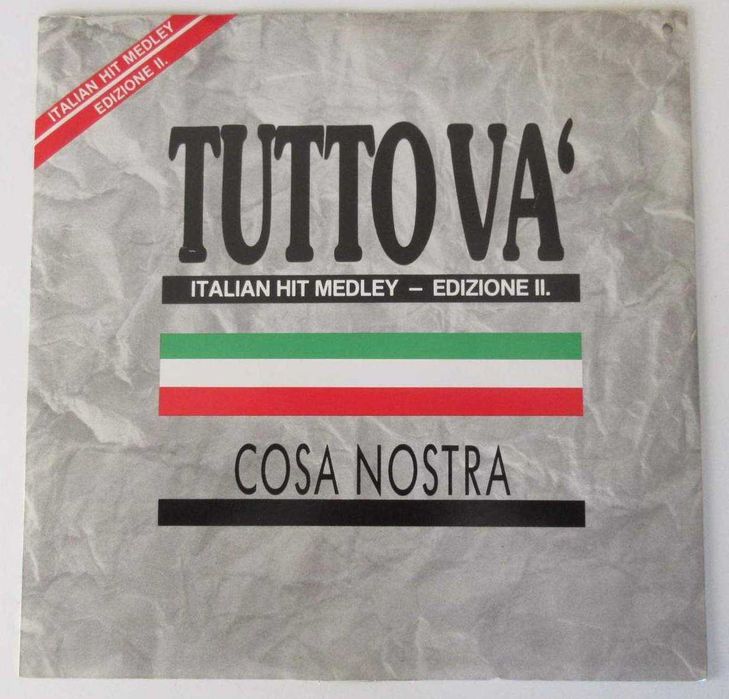 ITALIAN HIT MEDLEY
EDIZIONE II.
TUTTO VA‘
ITALIAN HIT MEDLEY – EDIZIONE II.
COSA NOSTRA